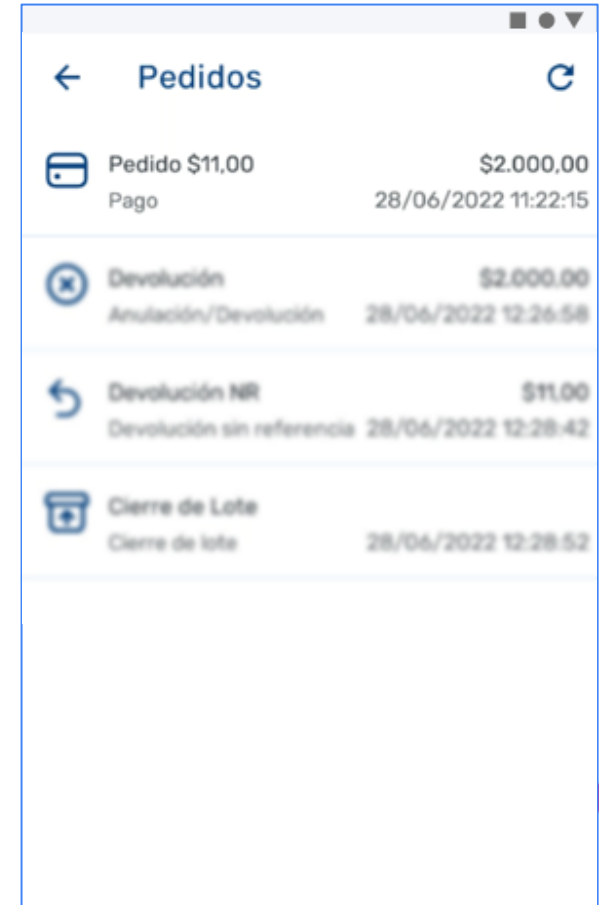 Pedidos
Pedido $11,00 $2.000,00
Pago 28/06/2022 11:22:15
Devolución $2.000,00
Anulación/Devolución 28/06/2022 12:26:58
Devolución NR $11,00
Devolución sin referencia 28/06/2022 12:28:42
Cierre de Lote
Cierre de lote 28/06/2022 12:28:52